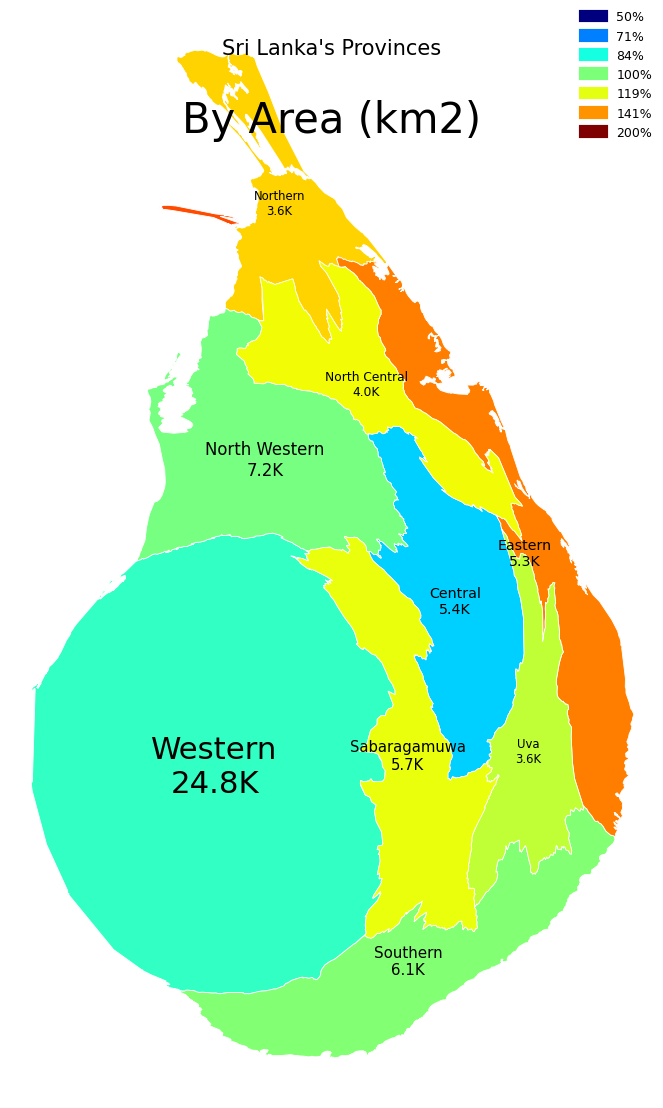 Sri Lanka's Provinces
By Area (km2)
50%
71%
84%
100%
119%
141%
200%
Northern
3.6K
North Central
4.0K
North Western
7.2K
Eastern
5.3K
Central
5.4K
Western
24.8K
Sabaragamuwa
5.7K
Uva
3.6K
Southern
6.1K